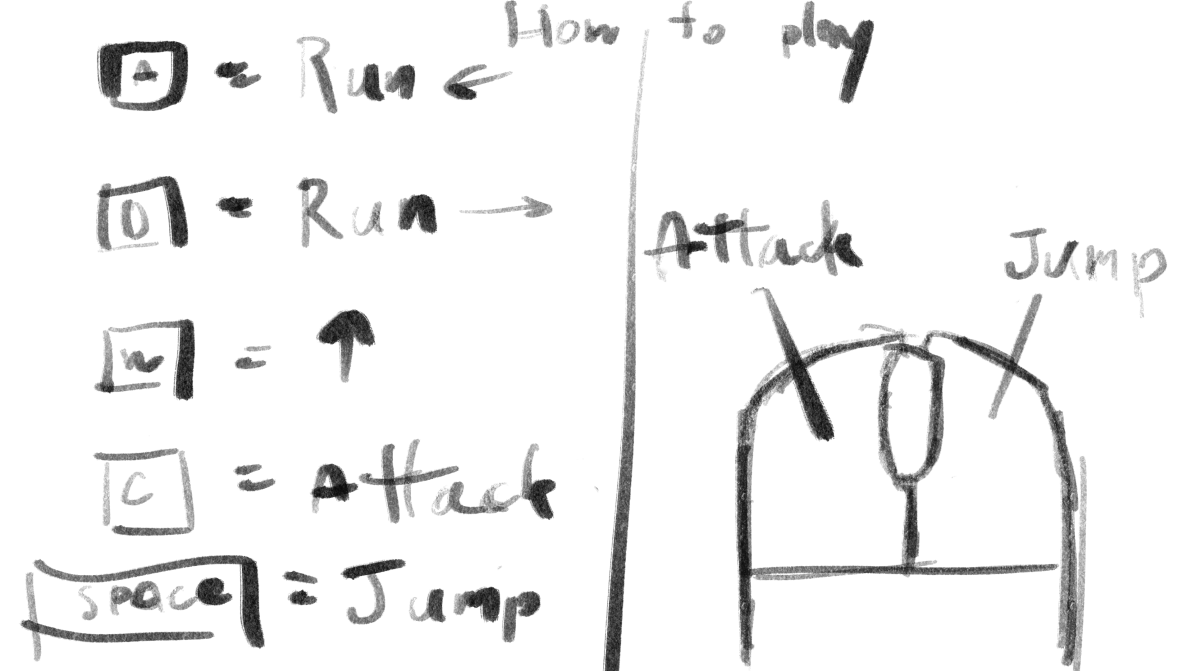 How to play
A = Run ←
D = Run →
W = ↑
C = Attack
space = Jump
Attack
Jump